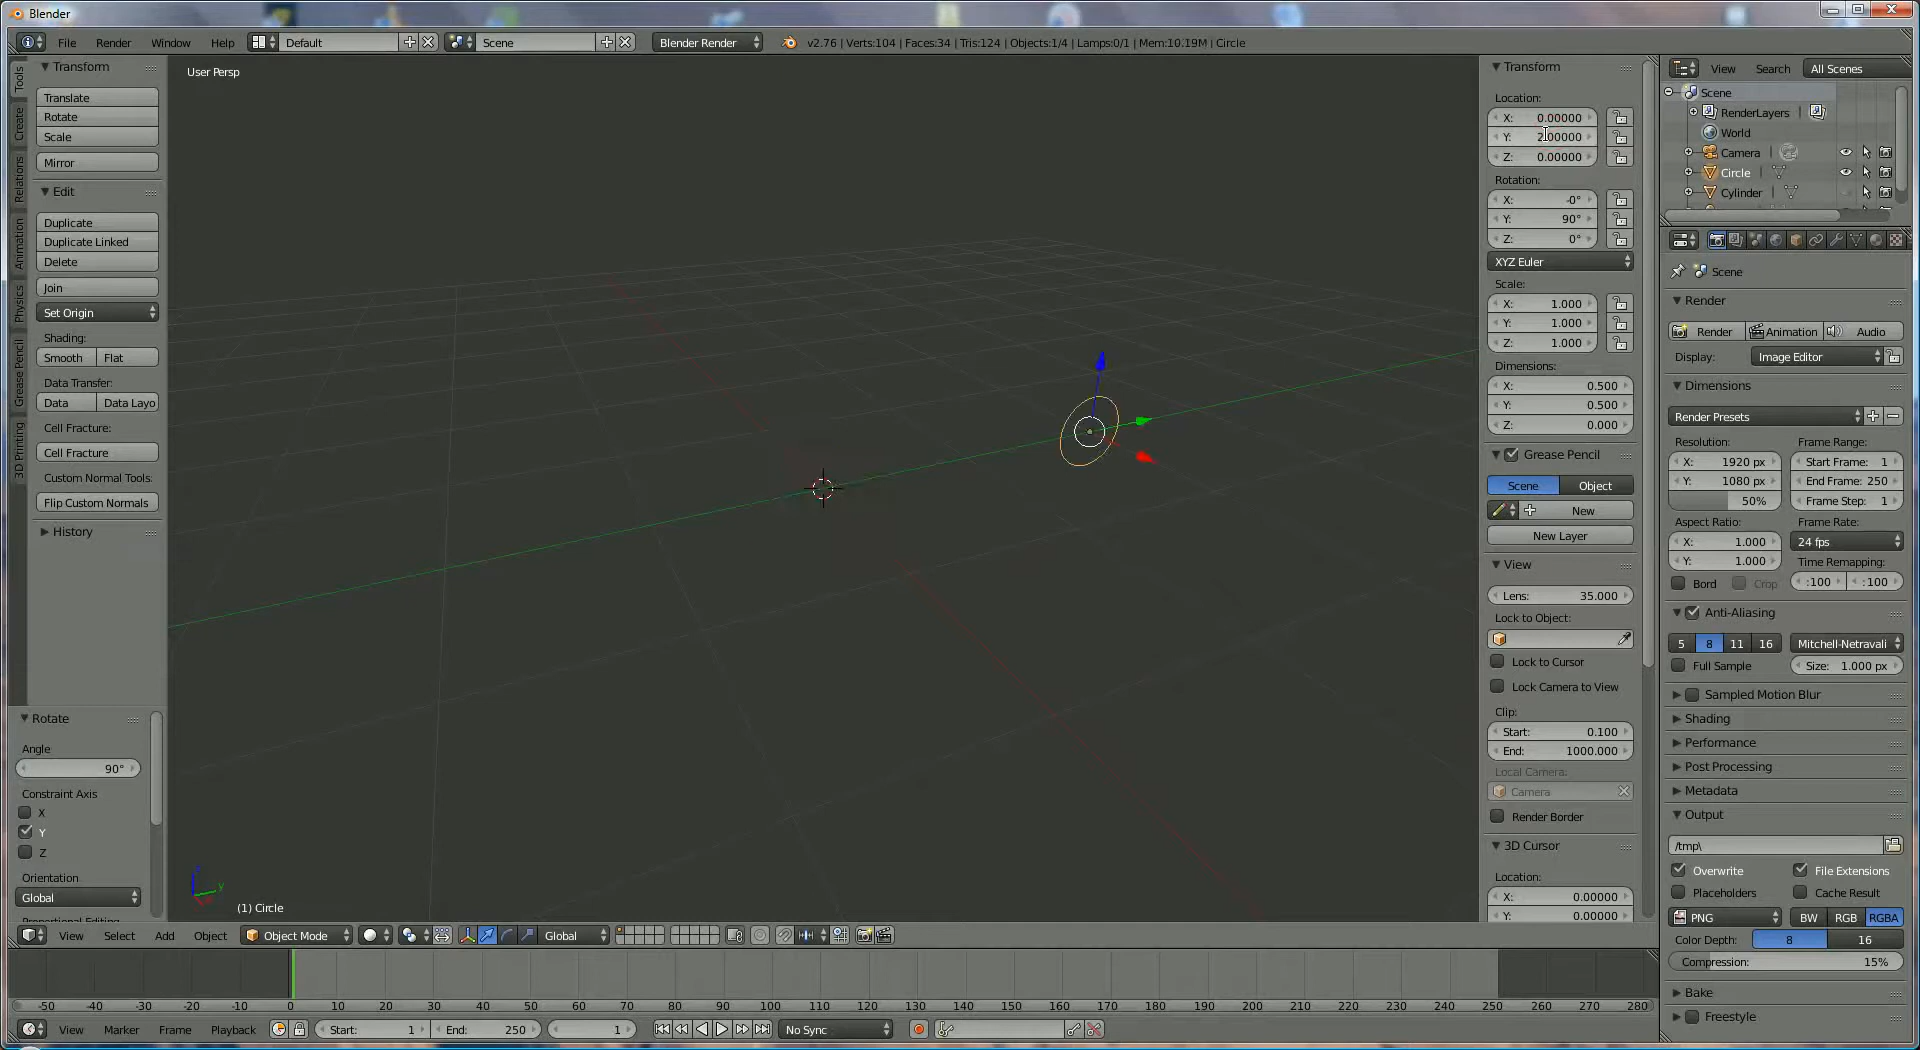 Blender
File Render Window Help Default Scene Blender Render v2.76 | Verts:104 | Faces:34 | Tris:124 | Objects:1/4 | Lamps:0/1 | Mem:10.19M | Circle
Tools
Create
Relations
Animation
Physics
Grease Pencil
3D Printing
Transform
Translate
Rotate
Scale
Mirror
Edit
Duplicate
Duplicate Linked
Delete
Join
Set Origin
Shading:
Smooth Flat
Data Transfer:
Data Data Layo
Cell Fracture:
Cell Fracture
Custom Normal Tools:
Flip Custom Normals
History
Rotate
Angle
90°
Constraint Axis
X
Y
Z
Orientation
Global
User Persp
z
y
(1) Circle
Transform
Location:
X: 0.00000
Y: 2.00000
Z: 0.00000
Rotation:
X: -0°
Y: 90°
Z: 0°
XYZ Euler
Scale:
X: 1.000
Y: 1.000
Z: 1.000
Dimensions:
X: 0.500
Y: 0.500
Z: 0.000
Grease Pencil
Scene Object
New
New Layer
View
Lens: 35.000
Lock to Object:
Lock to Cursor
Lock Camera to View
Clip:
Start: 0.100
End: 1000.000
Local Camera:
Camera
Render Border
3D Cursor
Location:
X: 0.00000
Y: 0.00000
View Search All Scenes
Scene
RenderLayers
World
Camera
Circle
Cylinder
Scene
Render
Render Animation Audio
Display: Image Editor
Dimensions
Render Presets
Resolution: Frame Range:
X: 1920 px Start Frame: 1
Y: 1080 px End Frame: 250
50% Frame Step: 1
Aspect Ratio: Frame Rate:
X: 1.000 24 fps
Y: 1.000 Time Remapping:
Bord Crop :100 :100
Anti-Aliasing
5 8 11 16 Mitchell-Netravali
Full Sample Size: 1.000 px
Sampled Motion Blur
Shading
Performance
Post Processing
Metadata
Output
/tmp\
Overwrite File Extensions
Placeholders Cache Result
PNG BW RGB RGBA
Color Depth: 8 16
Compression: 15%
Bake
Freestyle
View Select Add Object Object Mode Global
-50 -40 -30 -20 -10 0 10 20 30 40 50 60 70 80 90 100 110 120 130 140 150 160 170 180 190 200 210 220 230 240 250 260 270 280
View Marker Frame Playback Start: 1 End: 250 1 No Sync